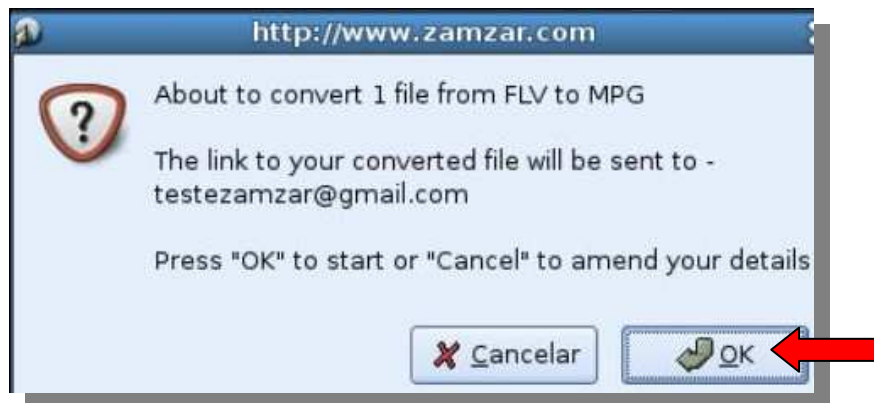 http://www.zamzar.com
About to convert 1 file from FLV to MPG
The link to your converted file will be sent to -
testezamzar@gmail.com
Press "OK" to start or "Cancel" to amend your details
Cancelar
OK